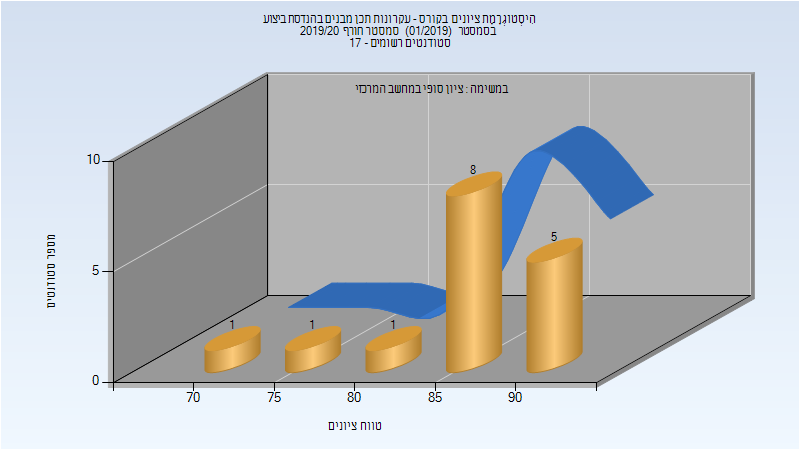 היסטוגרמת ציונים בקורס - עקרונות תכן מבנים בהנדסת ביצוע
בסמסטר (01/2019) סמסטר חורף 2019/20
סטודנטים רשומים - 17
במשימה : ציון סופי במחשב המרכזי
מספר סטודנטים
10
5
0
1
1
1
8
5
70
75
80
85
90
טווח ציונים